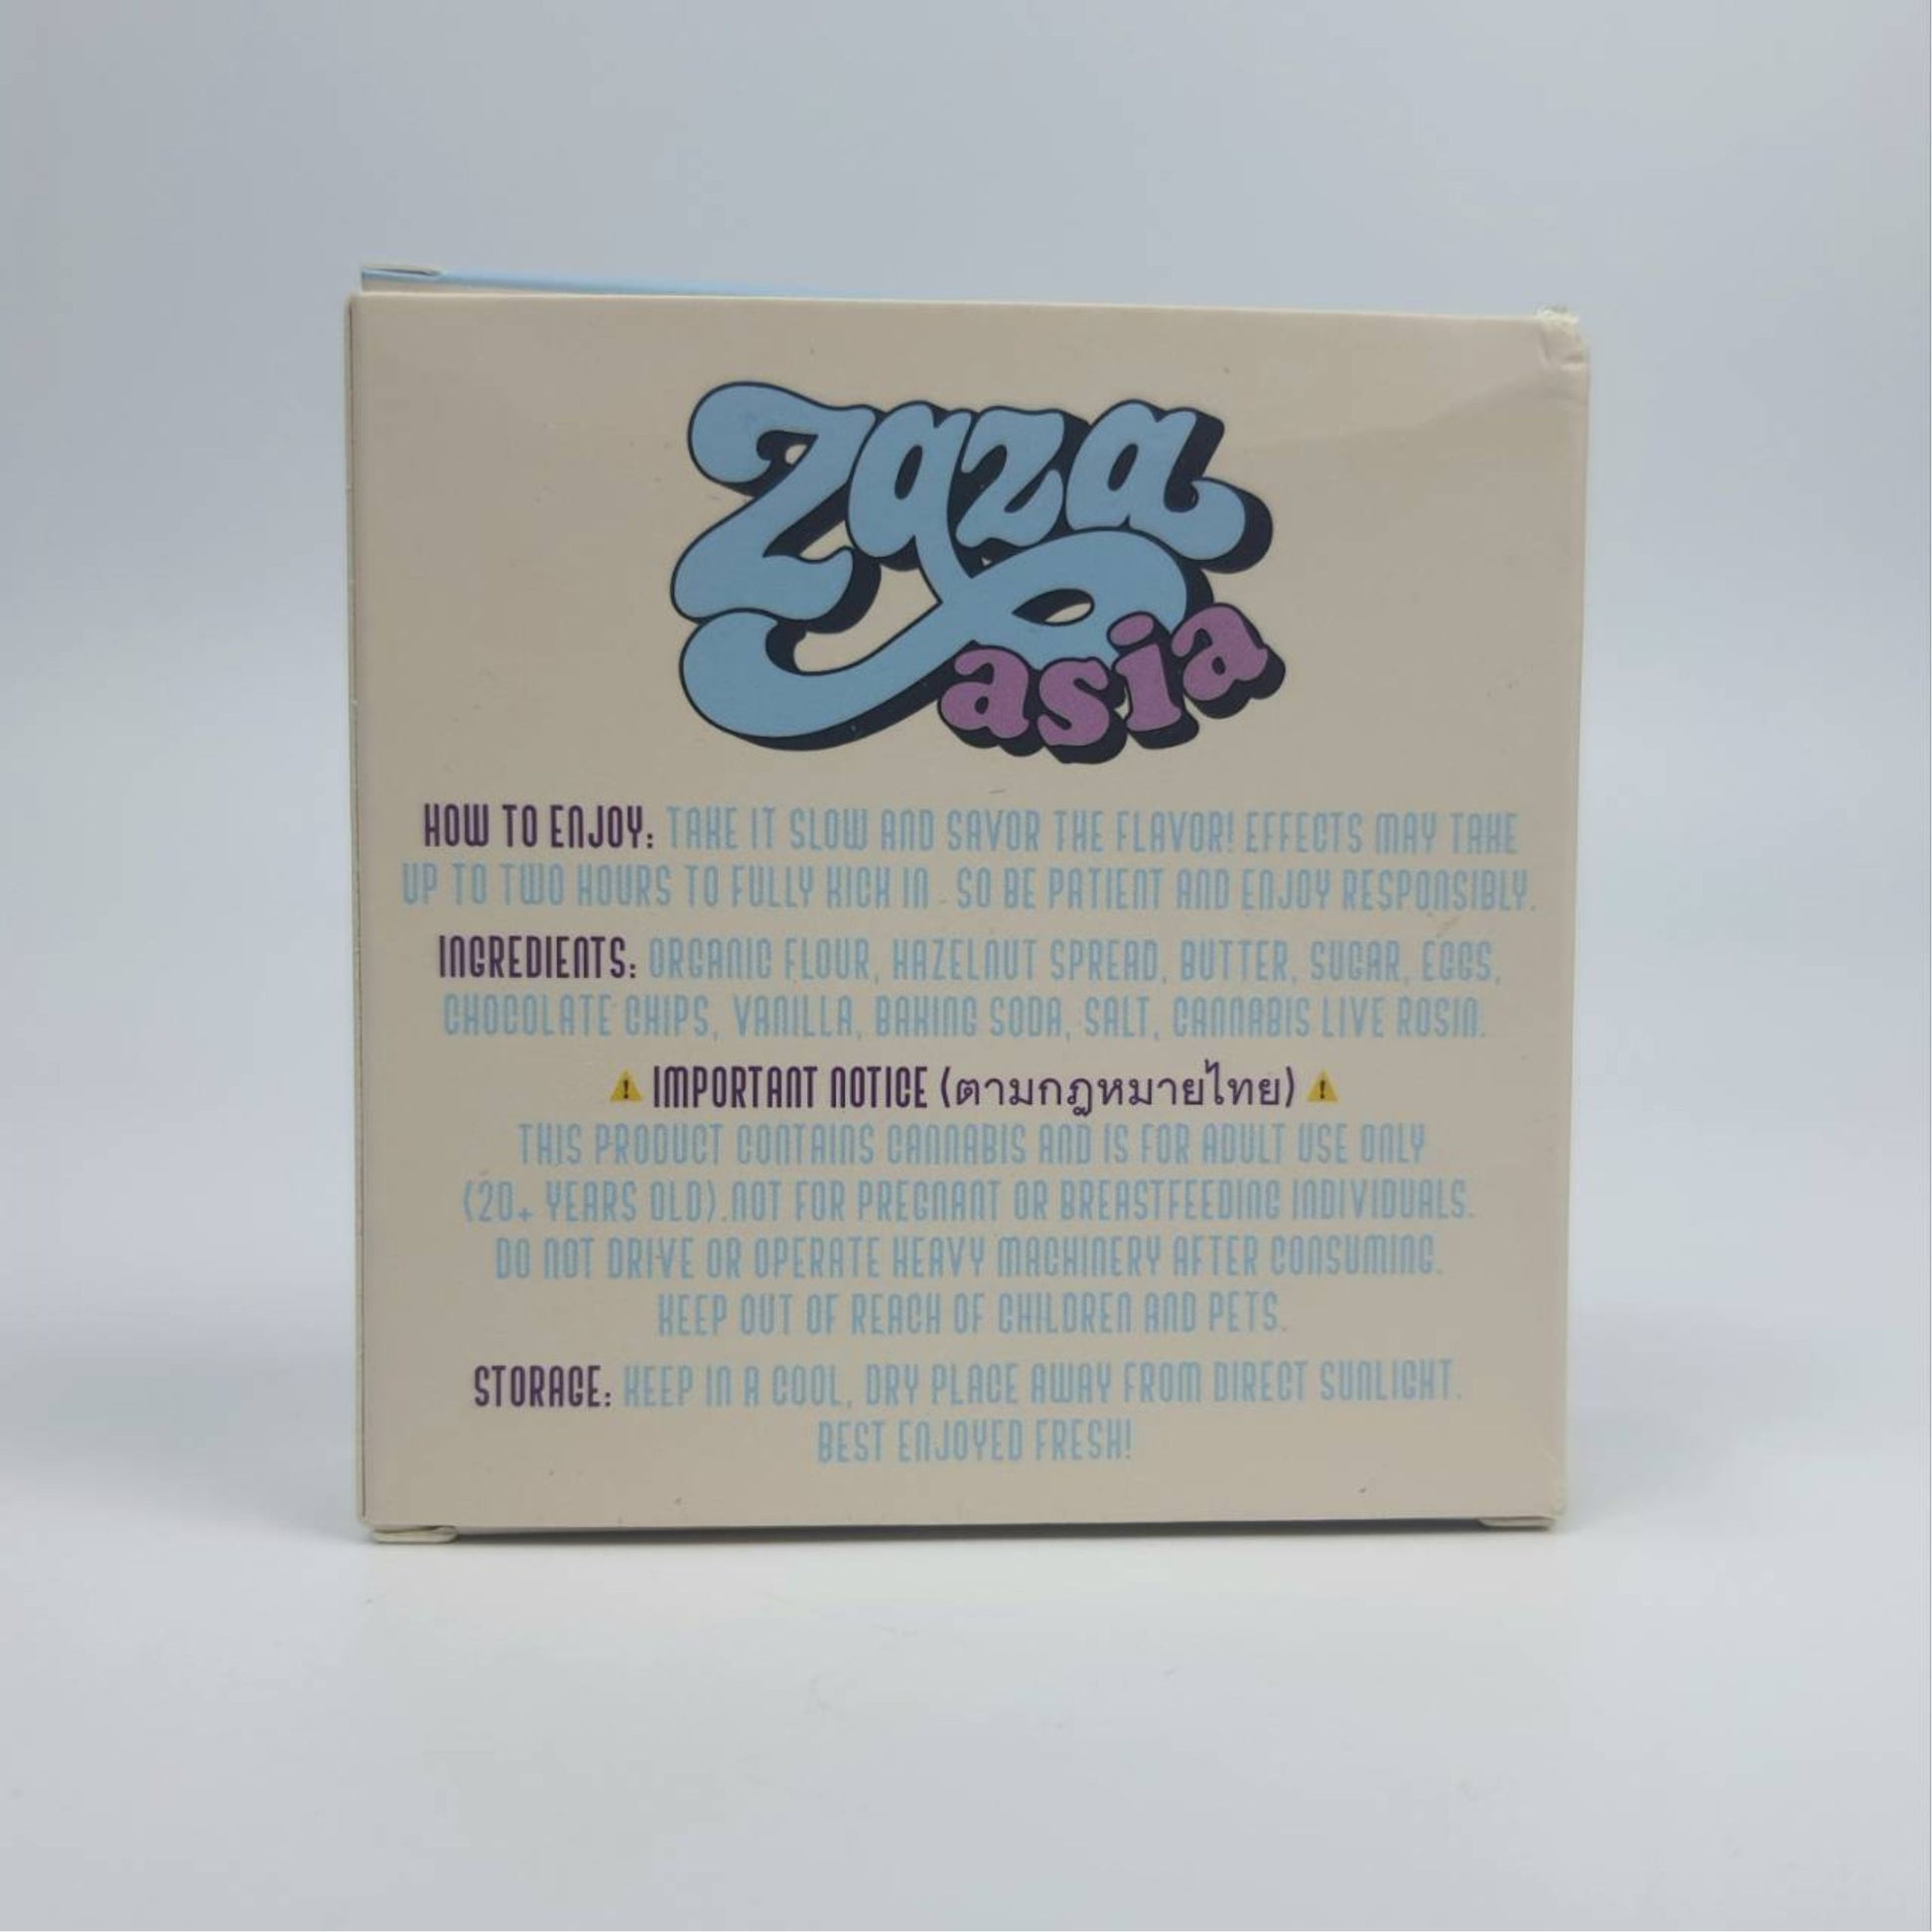 zaza
asia
HOW TO ENJOY: TAKE IT SLOW AND SAVOR THE FLAVOR! EFFECTS MAY TAKE
UP TO TWO HOURS TO FULLY KICK IN - SO BE PATIENT AND ENJOY RESPONSIBLY.
INGREDIENTS: ORGANIC FLOUR, HAZELNUT SPREAD, BUTTER, SUGAR, EGGS,
CHOCOLATE CHIPS, VANILLA, BAKING SODA, SALT, CANNABIS LIVE ROSIN.
⚠ IMPORTANT NOTICE (ตามกฎหมายไทย) ⚠
THIS PRODUCT CONTAINS CANNABIS AND IS FOR ADULT USE ONLY
(20+ YEARS OLD).NOT FOR PREGNANT OR BREASTFEEDING INDIVIDUALS.
DO NOT DRIVE OR OPERATE HEAVY MACHINERY AFTER CONSUMING.
KEEP OUT OF REACH OF CHILDREN AND PETS.
STORAGE: KEEP IN A COOL, DRY PLACE AWAY FROM DIRECT SUNLIGHT.
BEST ENJOYED FRESH!